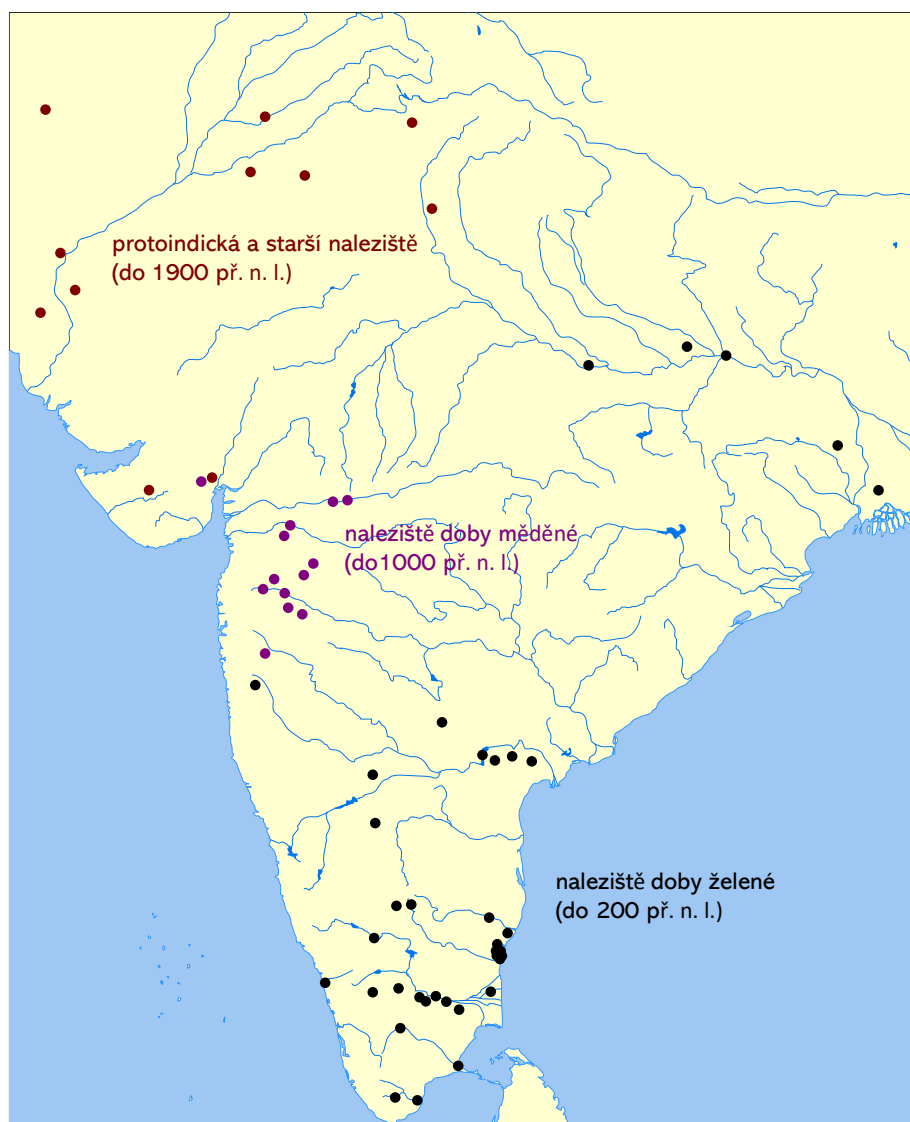 protoindická a starší naleziště
(do 1900 př. n. l.)
naleziště doby měděné
(do1000 př. n. l.)
naleziště doby želené
(do 200 př. n. l.)